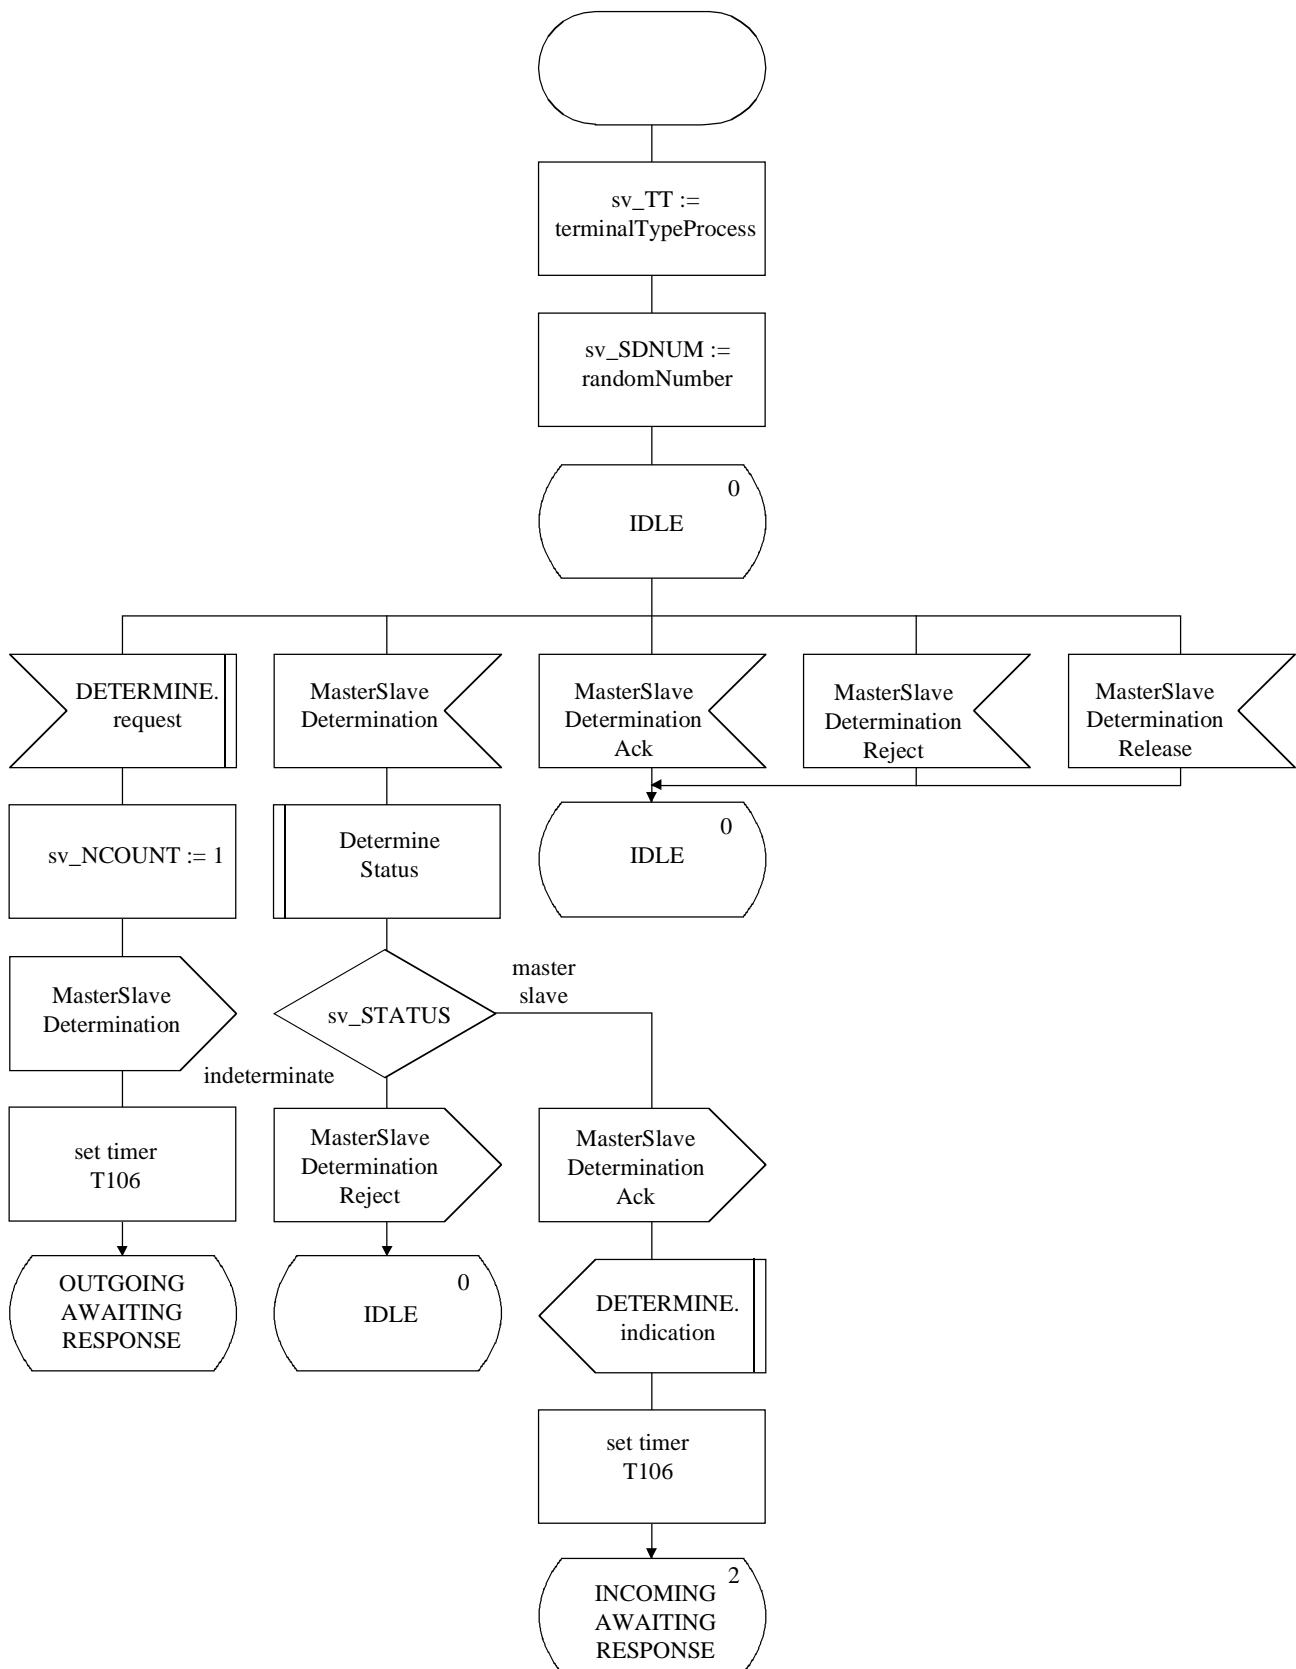 sv_TT :=
terminalTypeProcess
sv_SDNUM :=
randomNumber
0
IDLE
DETERMINE.
request
MasterSlave
Determination
MasterSlave
Determination
Ack
MasterSlave
Determination
Reject
MasterSlave
Determination
Release
sv_NCOUNT := 1
Determine
Status
0
IDLE
MasterSlave
Determination
sv_STATUS
master
slave
indeterminate
set timer
T106
MasterSlave
Determination
Reject
MasterSlave
Determination
Ack
OUTGOING
AWAITING
RESPONSE
0
IDLE
DETERMINE.
indication
set timer
T106
2
INCOMING
AWAITING
RESPONSE